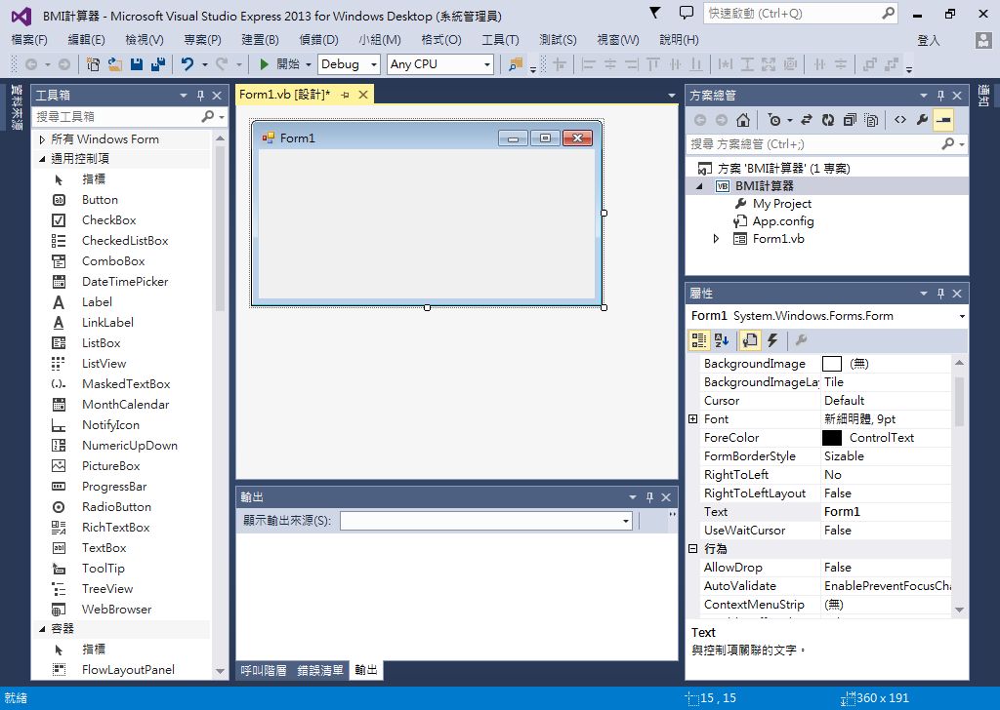 BMI計算器 - Microsoft Visual Studio Express 2013 for Windows Desktop (系統管理員)
快速啟動 (Ctrl+Q)
檔案(F) 編輯(E) 檢視(V) 專案(P) 建置(B) 偵錯(D) 小組(M) 格式(O) 工具(T) 測試(S) 視窗(W) 說明(H) 登入
開始 Debug Any CPU
資料來源
工具箱
搜尋工具箱
所有 Windows Form
通用控制項
指標
Button
CheckBox
CheckedListBox
ComboBox
DateTimePicker
Label
LinkLabel
ListBox
ListView
MaskedTextBox
MonthCalendar
NotifyIcon
NumericUpDown
PictureBox
ProgressBar
RadioButton
RichTextBox
TextBox
ToolTip
TreeView
WebBrowser
容器
指標
FlowLayoutPanel
Form1.vb [設計]*
Form1
輸出
顯示輸出來源(S):
呼叫階層 錯誤清單 輸出
方案總管
搜尋 方案總管 (Ctrl+;)
方案 'BMI計算器' (1 專案)
VB BMI計算器
My Project
App.config
Form1.vb
通知
屬性
Form1 System.Windows.Forms.Form
BackgroundImage (無)
BackgroundImageLay Tile
Cursor Default
Font 新細明體, 9pt
ForeColor ControlText
FormBorderStyle Sizable
RightToLeft No
RightToLeftLayout False
Text Form1
UseWaitCursor False
行為
AllowDrop False
AutoValidate EnablePreventFocusCha
ContextMenuStrip (無)
Text
與控制項關聯的文字。
就緒 15 , 15 360 x 191